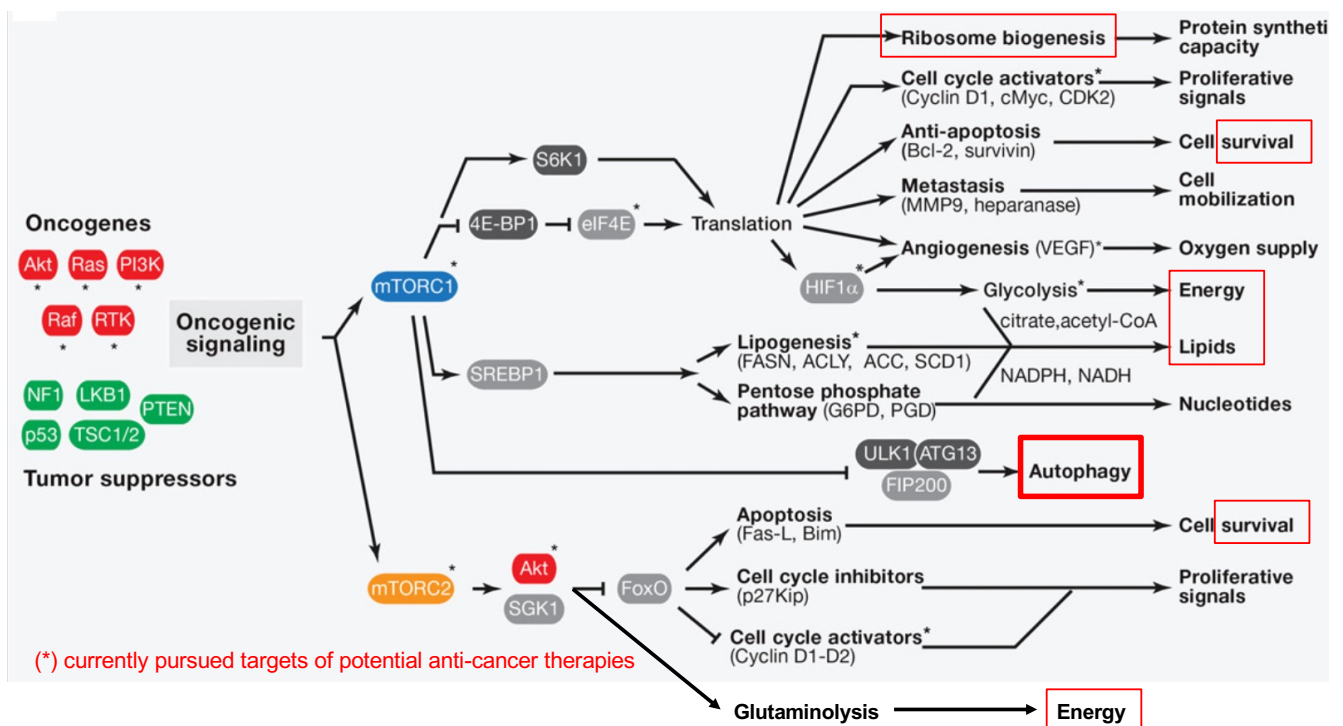 Ribosome biogenesis
Protein syntheti
capacity
Cell cycle activators*
(Cyclin D1, cMyc, CDK2)
Proliferative
signals
Anti-apoptosis
(Bcl-2, survivin)
Cell survival
Metastasis
(MMP9, heparanase)
Cell
mobilization
S6K1
4E-BP1
eIF4E*
Translation
Angiogenesis (VEGF)*
Oxygen supply
HIF1α*
Glycolysis*
Energy
citrate,acetyl-CoA
Oncogenes
Akt
*
Ras
*
PI3K
*
Raf
*
RTK
*
Oncogenic
signaling
NF1
LKB1
PTEN
p53
TSC1/2
Tumor suppressors
mTORC1*
SREBP1
Lipogenesis*
(FASN, ACLY, ACC, SCD1)
Lipids
NADPH, NADH
Pentose phosphate
pathway (G6PD, PGD)
Nucleotides
ULK1
ATG13
FIP200
Autophagy
mTORC2*
Akt*
SGK1
FoxO
Apoptosis
(Fas-L, Bim)
Cell survival
Cell cycle inhibitors
(p27Kip)
Proliferative
signals
Cell cycle activators*
(Cyclin D1-D2)
(*) currently pursued targets of potential anti-cancer therapies
Glutaminolysis
Energy